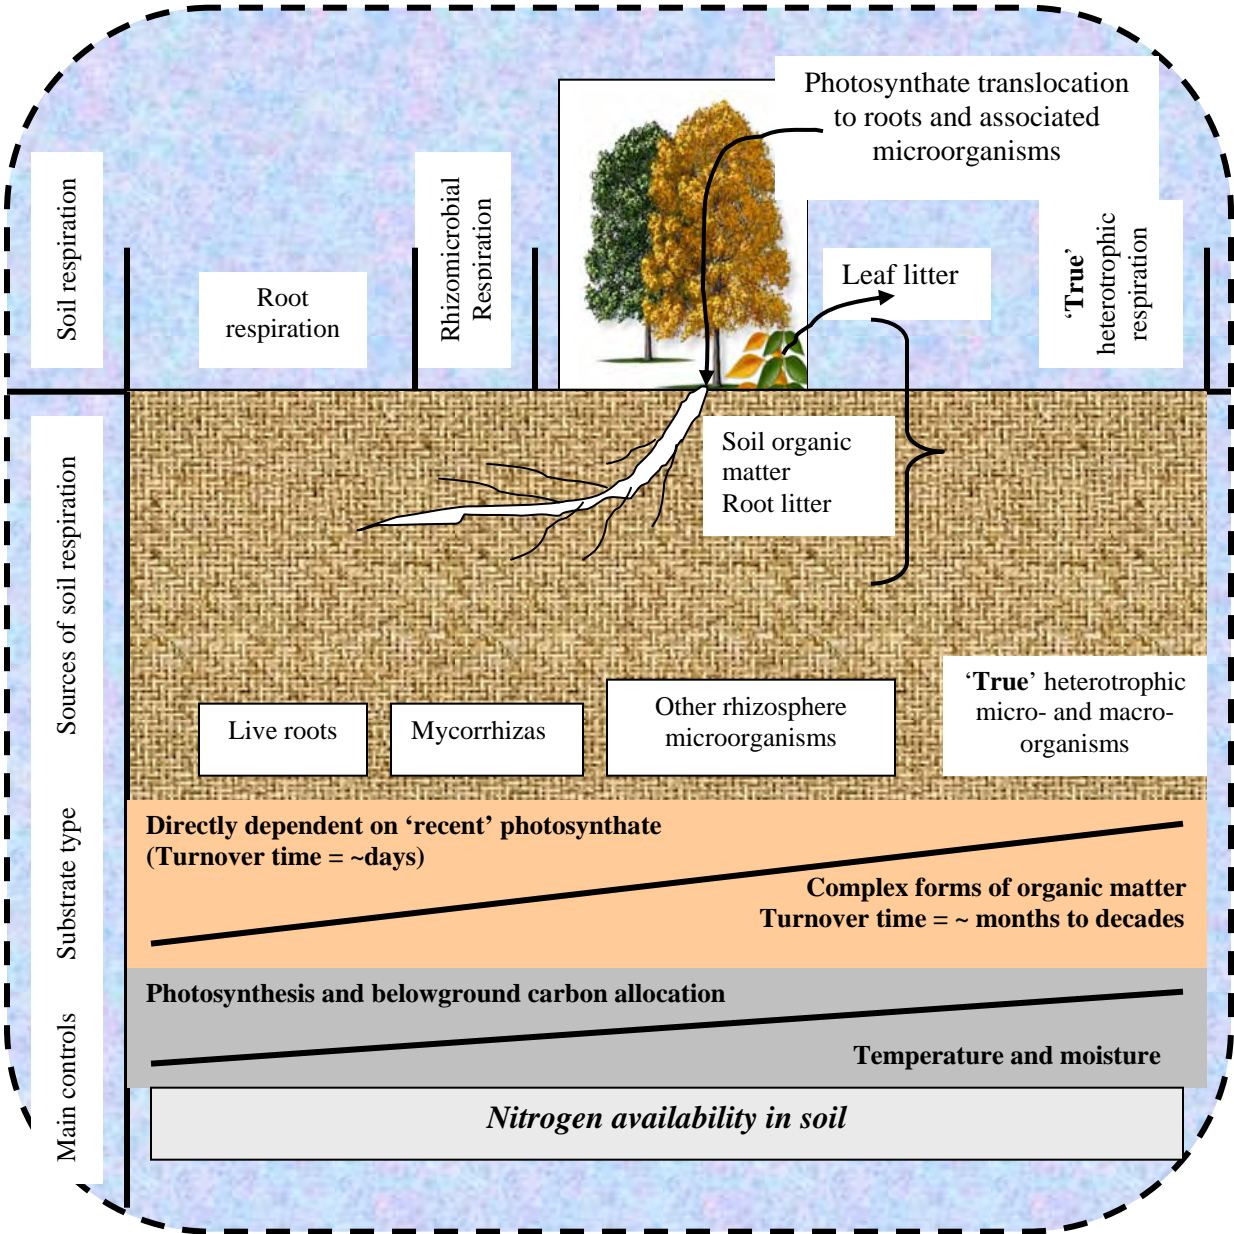 Photosynthate translocation
to roots and associated
microorganisms
Soil respiration
Root
respiration
Rhizomicrobial
Respiration
Leaf litter
‘True’
heterotrophic
respiration
Sources of soil respiration
Soil organic
matter
Root litter
Live roots
Mycorrhizas
Other rhizosphere
microorganisms
‘True’ heterotrophic
micro- and macro-
organisms
Substrate type
Directly dependent on ‘recent’ photosynthate
(Turnover time = ~days)
Complex forms of organic matter
Turnover time = ~ months to decades
Main controls
Photosynthesis and belowground carbon allocation
Temperature and moisture
Nitrogen availability in soil